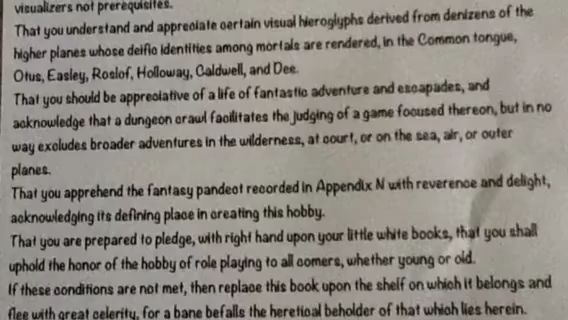 visualizers not prerequisites.
That you understand and appreciate certain visual hieroglyphs derived from denizens of the
higher planes whose deific identities among mortals are rendered, in the Common tongue,
Otus, Easley, Roslof, Holloway, Caldwell, and Dee.
That you should be appreciative of a life of fantastic adventure and escapades, and
acknowledge that a dungeon crawl facilitates the judging of a game focused thereon, but in no
way excludes broader adventures in the wilderness, at court, or on the sea, air, or outer
planes.
That you apprehend the fantasy pandect recorded in Appendix N with reverence and delight,
acknowledging its defining place in creating this hobby.
That you are prepared to pledge, with right hand upon your little white books, that you shall
uphold the honor of the hobby of role playing to all comers, whether young or old.
If these conditions are not met, then replace this book upon the shelf on which it belongs and
flee with great celerity, for a bane befalls the heretical beholder of that which lies herein.